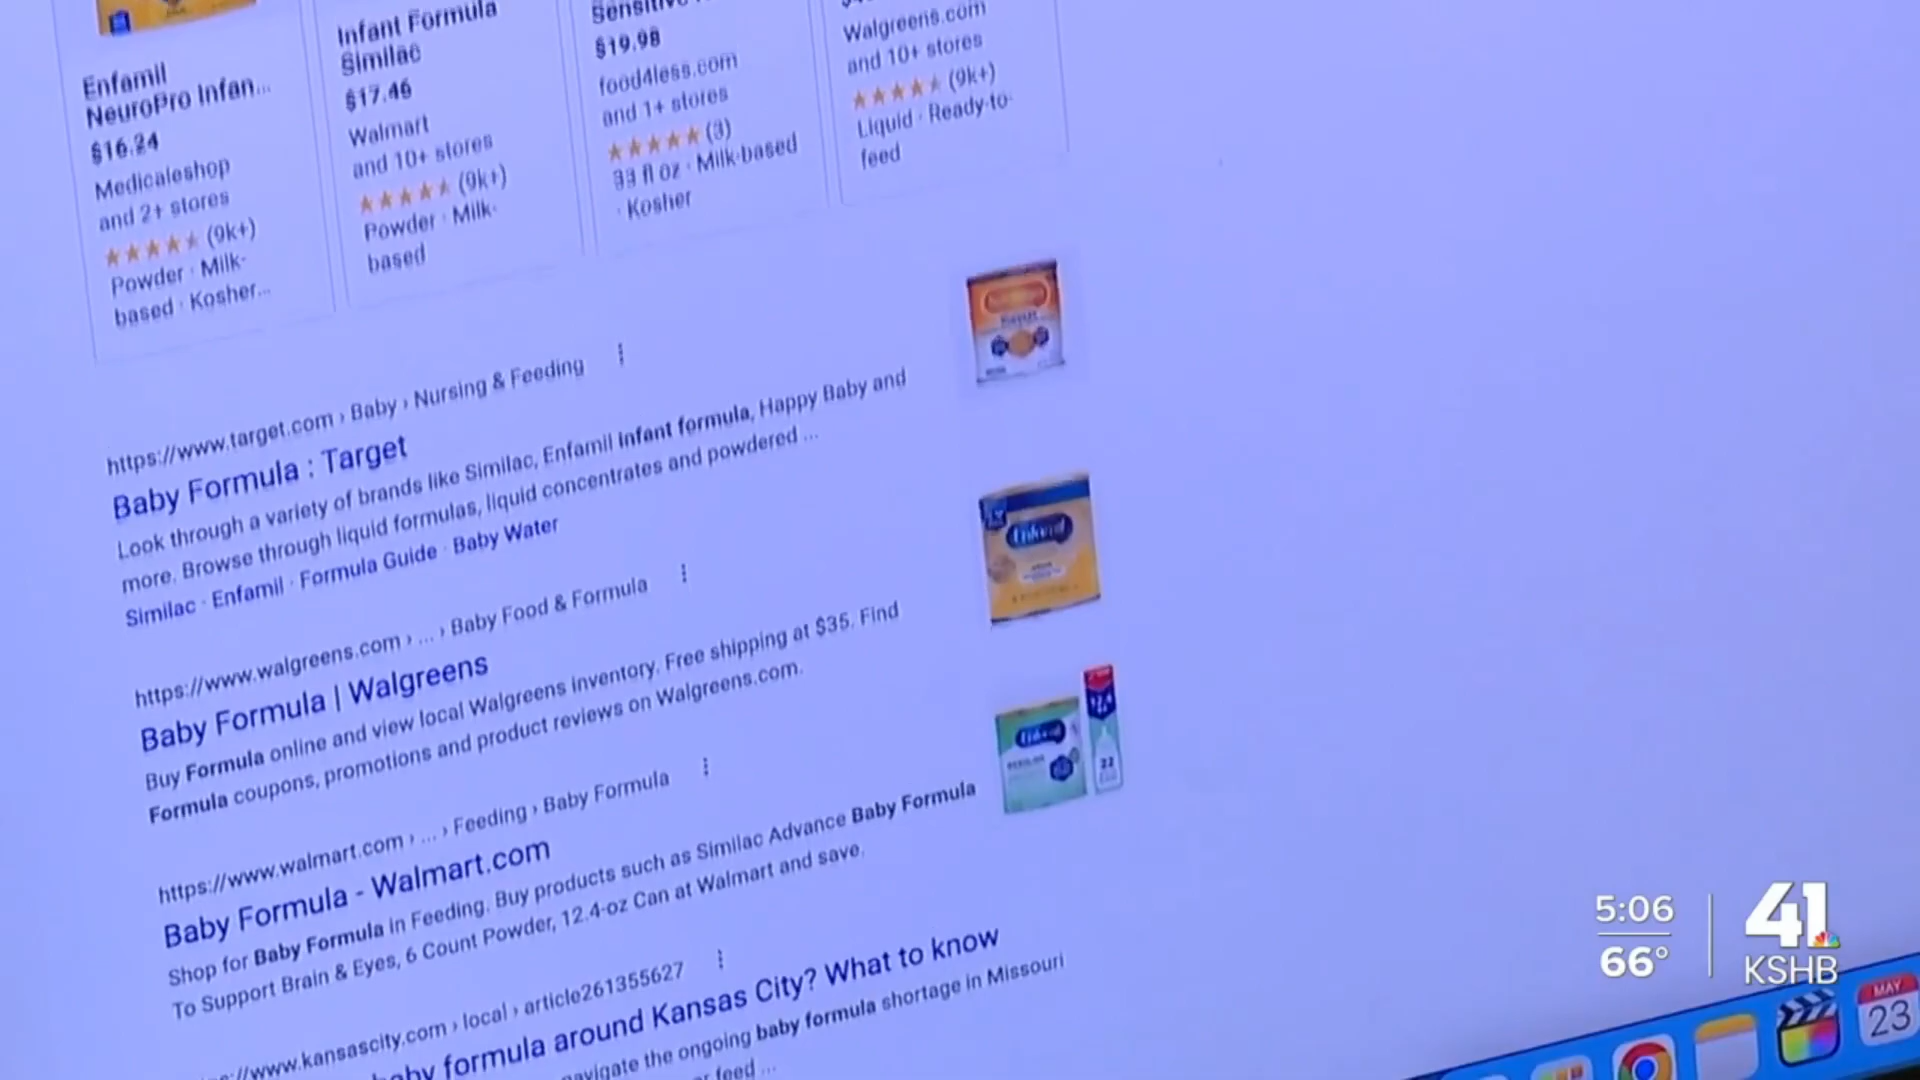 Enfamil
NeuroPro Infan...
$16.24
Medicaleshop
and 2+ stores
(9k+)
Powder · Milk-
based · Kosher...
Infant Formula
Similac
$17.46
Walmart
and 10+ stores
(9k+)
Powder · Milk-
based
Sensitive
$19.98
food4less.com
and 1+ stores
(3)
33 fl oz · Milk-based
· Kosher
Walgreens.com
and 10+ stores
(9k+)
Liquid · Ready-to-
feed
https://www.target.com › Baby › Nursing & Feeding
Baby Formula : Target
Look through a variety of brands like Similac, Enfamil infant formula, Happy Baby and
more. Browse through liquid formulas, liquid concentrates and powdered ...
Similac · Enfamil · Formula Guide · Baby Water
https://www.walgreens.com › ... › Baby Food & Formula
Baby Formula | Walgreens
Buy Formula online and view local Walgreens inventory. Free shipping at $35. Find
Formula coupons, promotions and product reviews on Walgreens.com.
https://www.walmart.com › ... › Feeding › Baby Formula
Baby Formula - Walmart.com
Shop for Baby Formula in Feeding. Buy products such as Similac Advance Baby Formula
To Support Brain & Eyes, 6 Count Powder, 12.4-oz Can at Walmart and save.
://www.kansascity.com › local › article261355627
baby formula around Kansas City? What to know
navigate the ongoing baby formula shortage in Missouri
feed ...
Enfamil
Enfamil
22
5:06
66°
41
KSHB
MAY
23